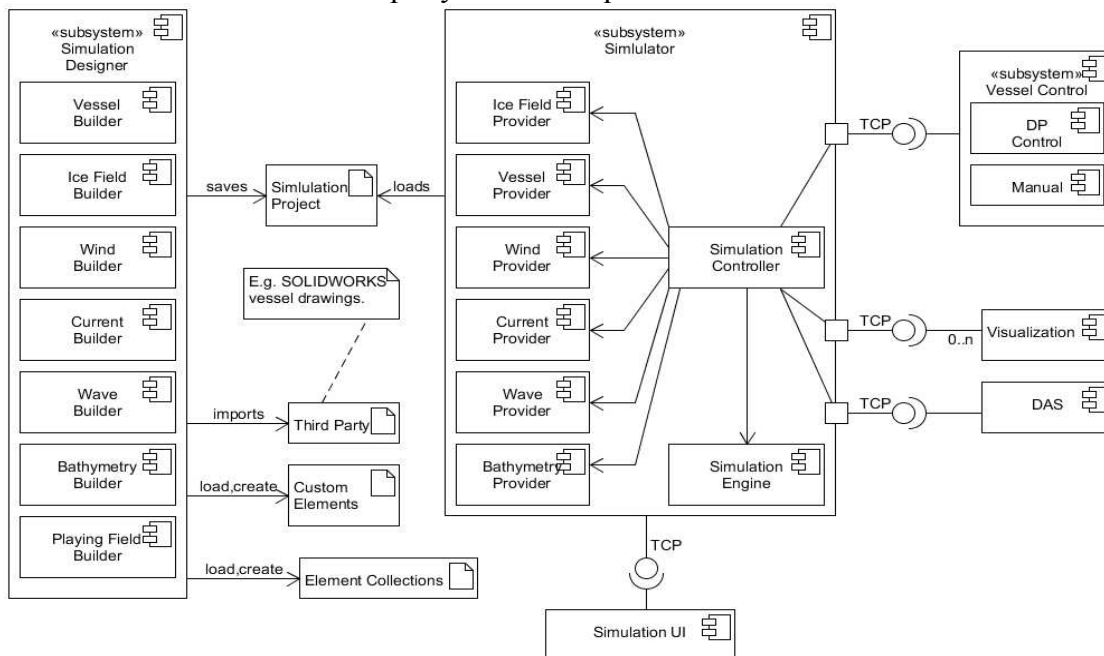 «subsystem»
Simulation
Designer
Vessel
Builder
Ice Field
Builder
Wind
Builder
Current
Builder
Wave
Builder
Bathymetry
Builder
Playing Field
Builder
saves
Simlulation
Project
loads
E.g. SOLIDWORKS
vessel drawings.
imports
Third Party
load,create
Custom
Elements
load,create
Element Collections
«subsystem»
Simlulator
Ice Field
Provider
Vessel
Provider
Wind
Provider
Current
Provider
Wave
Provider
Bathymetry
Provider
Simulation
Controller
Simulation
Engine
TCP
Simulation UI
TCP
«subsystem»
Vessel Control
DP
Control
Manual
TCP
0..n
Visualization
TCP
DAS